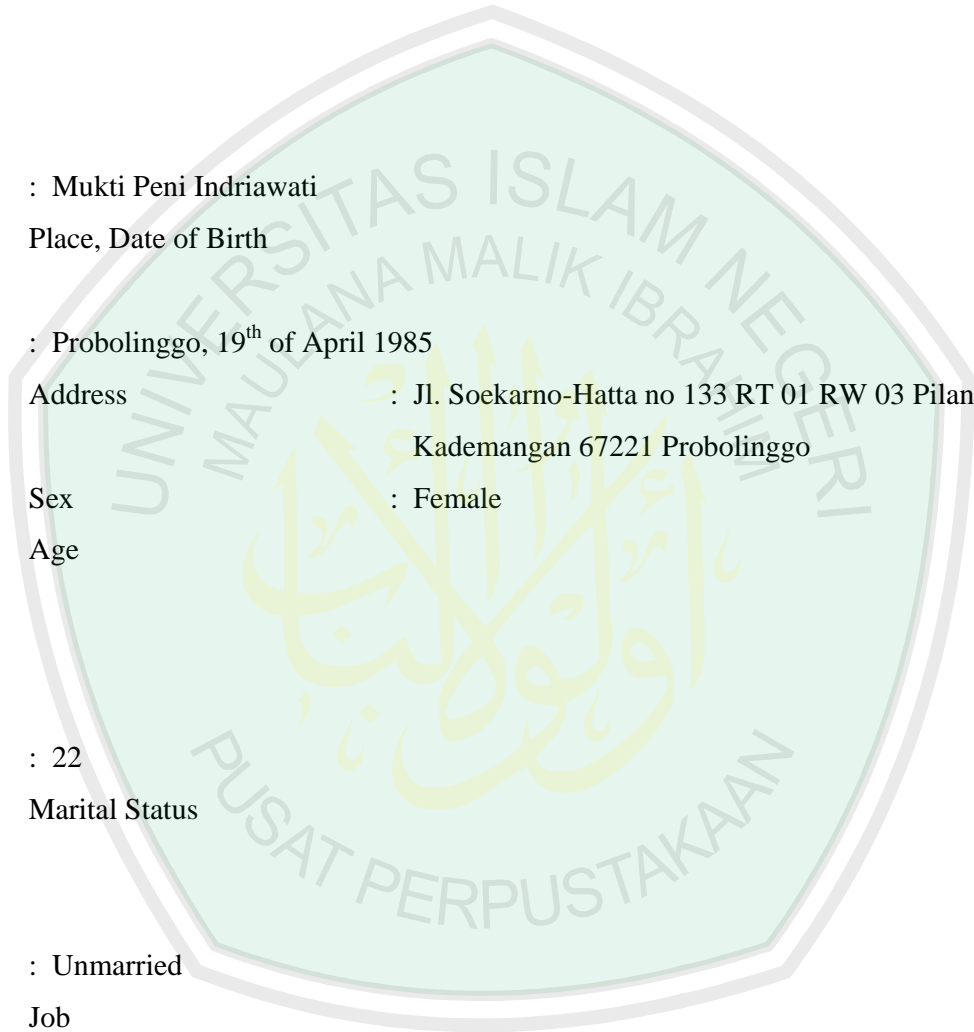 : Mukti Peni Indriawati
Place, Date of Birth
: Probolinggo, 19th of April 1985
Address : Jl. Soekarno-Hatta no 133 RT 01 RW 03 Pilan
Kademangan 67221 Probolinggo
Sex : Female
Age
: 22
Marital Status
: Unmarried
Job
UNIVERSITAS ISLAM NEGERI
MAULANA MALIK IBRAHIM
PUSAT PERPUSTAKAAN